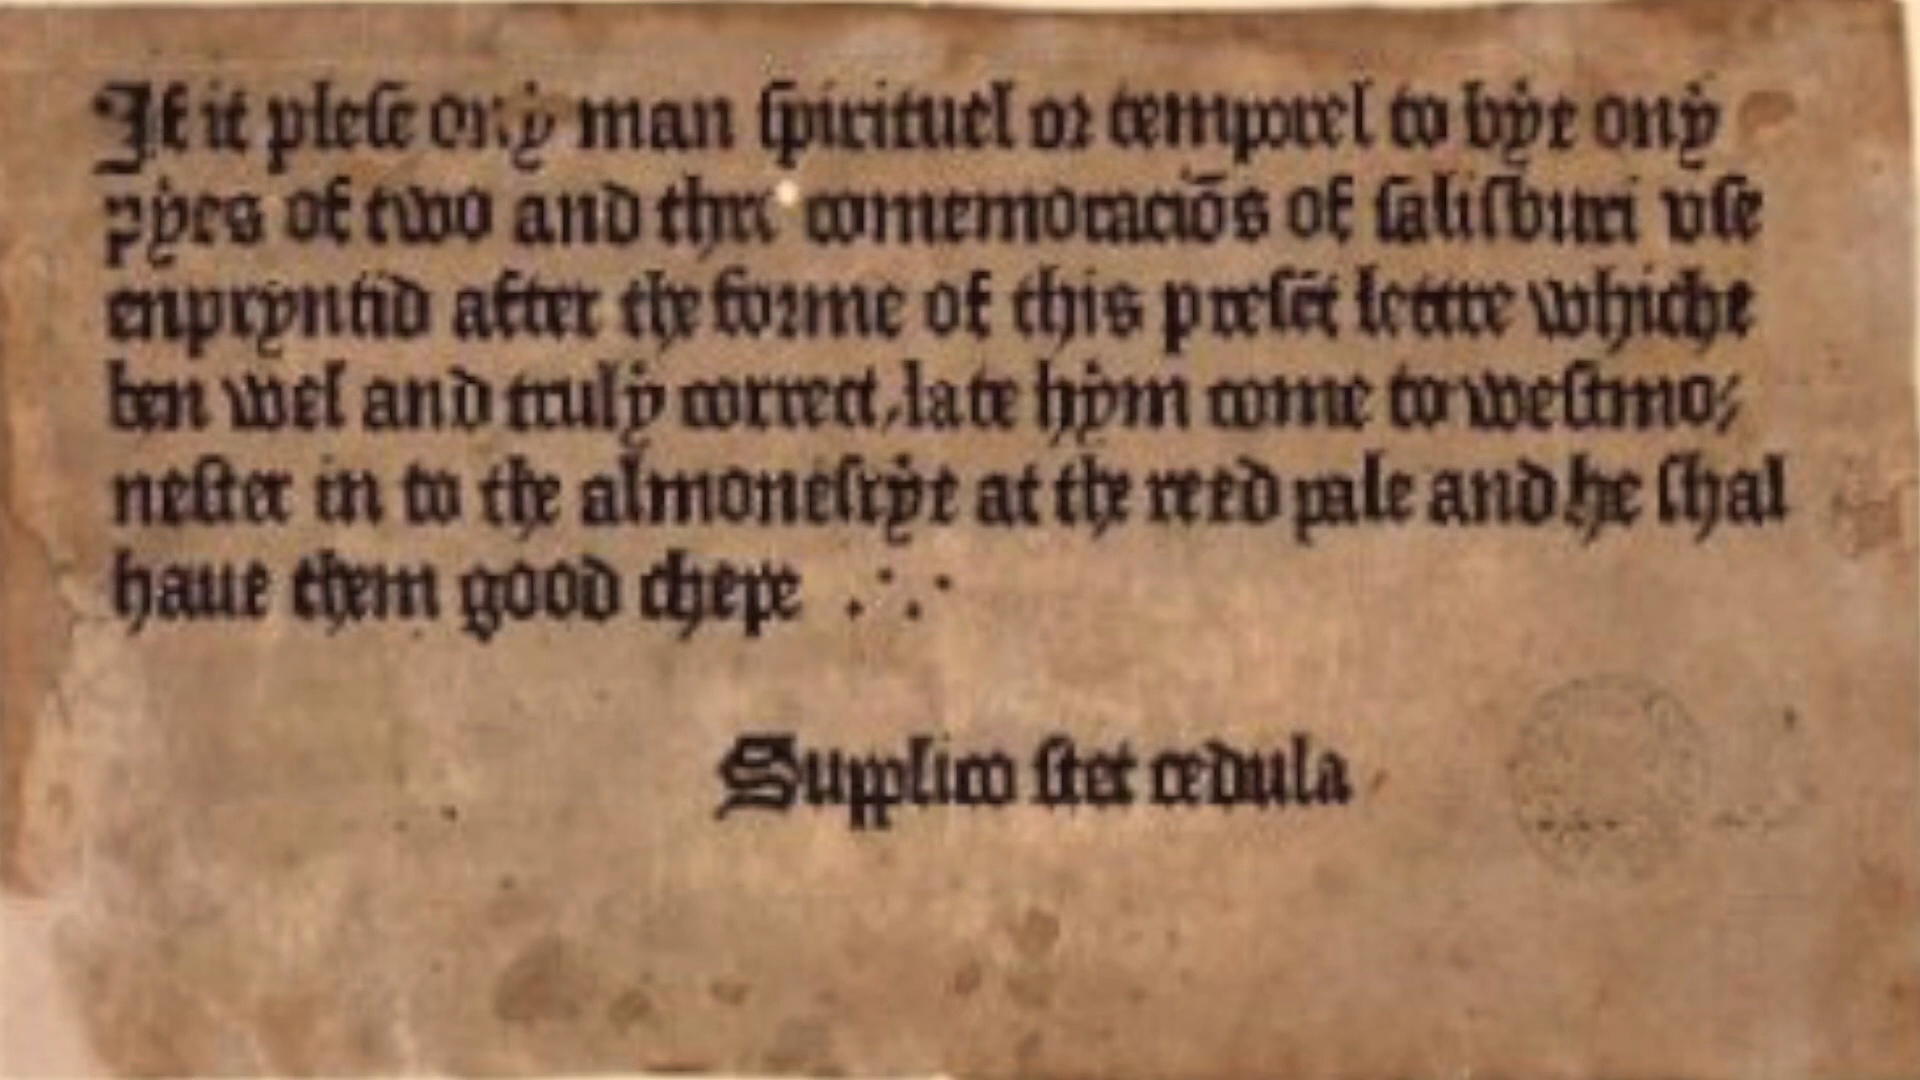 If it pleſe ony man ſpirituel or temporel to bye ony
pyes of two and thre comemoraciōs of ſaliſburi vſe
enpryntid after the forme of this preſēt lettre whiche
ben wel and truly correct, late hym come to weſtmo⸗
neſter in to the almoneſrye at the reed pale and he ſhal
haue them good chepe .·.·
Supplico ſtet cedula